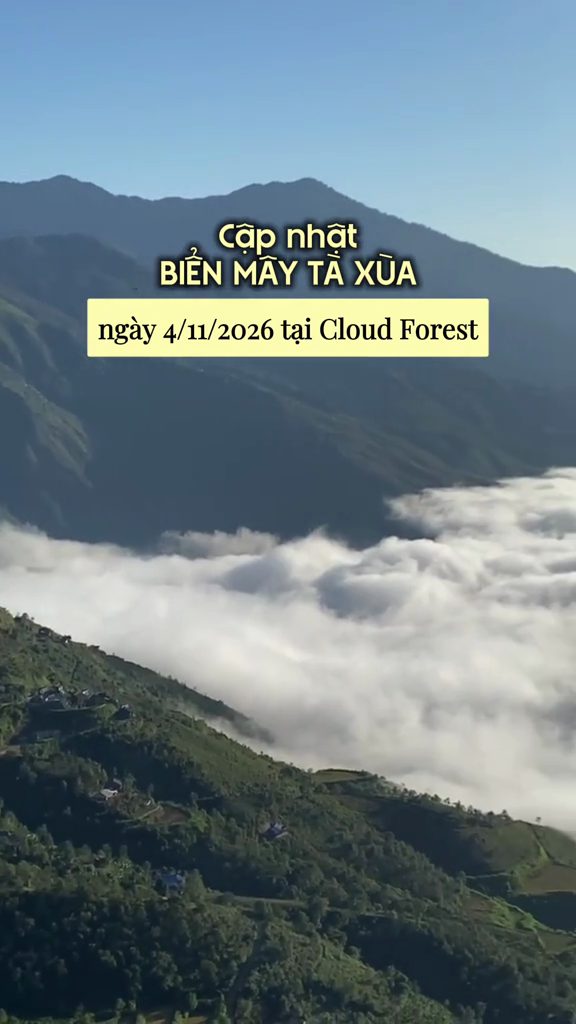 Cập nhật
BIỂN MÂY TÀ XÙA
ngày 4/11/2026 tại Cloud Forest